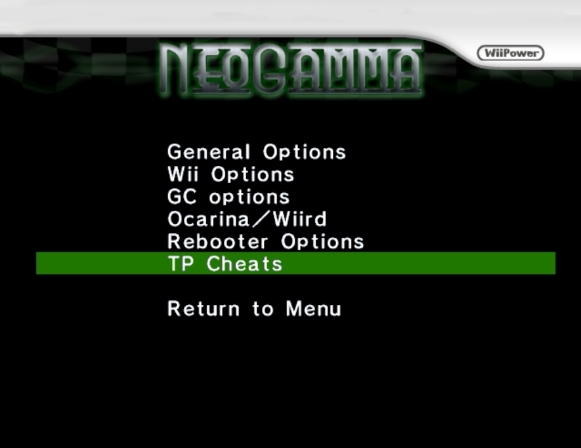 WiiPower
NEOGAMMA
General Options
Wii Options
GC options
Ocarina／Wiird
Rebooter Options
TP Cheats
Return to Menu